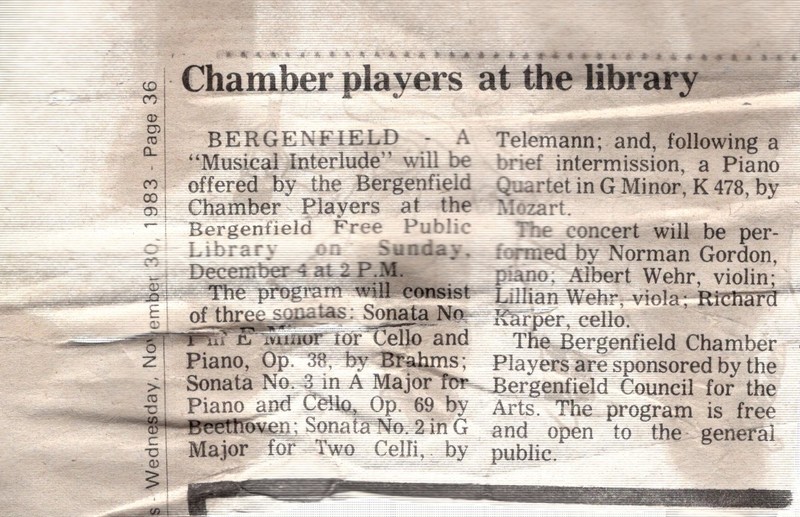 Chamber players at the library
s - Wednesday, November 30, 1983 - Page 36
BERGENFIELD - A
"Musical Interlude" will be
offered by the Bergenfield
Chamber Players at the
Bergenfield Free Public
Library on Sunday,
December 4 at 2 P.M.
The program will consist
of three sonatas: Sonata No.
1 in E Minor for Cello and
Piano, Op. 38, by Brahms;
Sonata No. 3 in A Major for
Piano and Cello, Op. 69 by
Beethoven; Sonata No. 2 in G
Major for Two Celli, by
Telemann; and, following a
brief intermission, a Piano
Quartet in G Minor, K 478, by
Mozart.
The concert will be per-
formed by Norman Gordon,
piano; Albert Wehr, violin;
Lillian Wehr, viola; Richard
Karper, cello.
The Bergenfield Chamber
Players are sponsored by the
Bergenfield Council for the
Arts. The program is free
and open to the general
public.